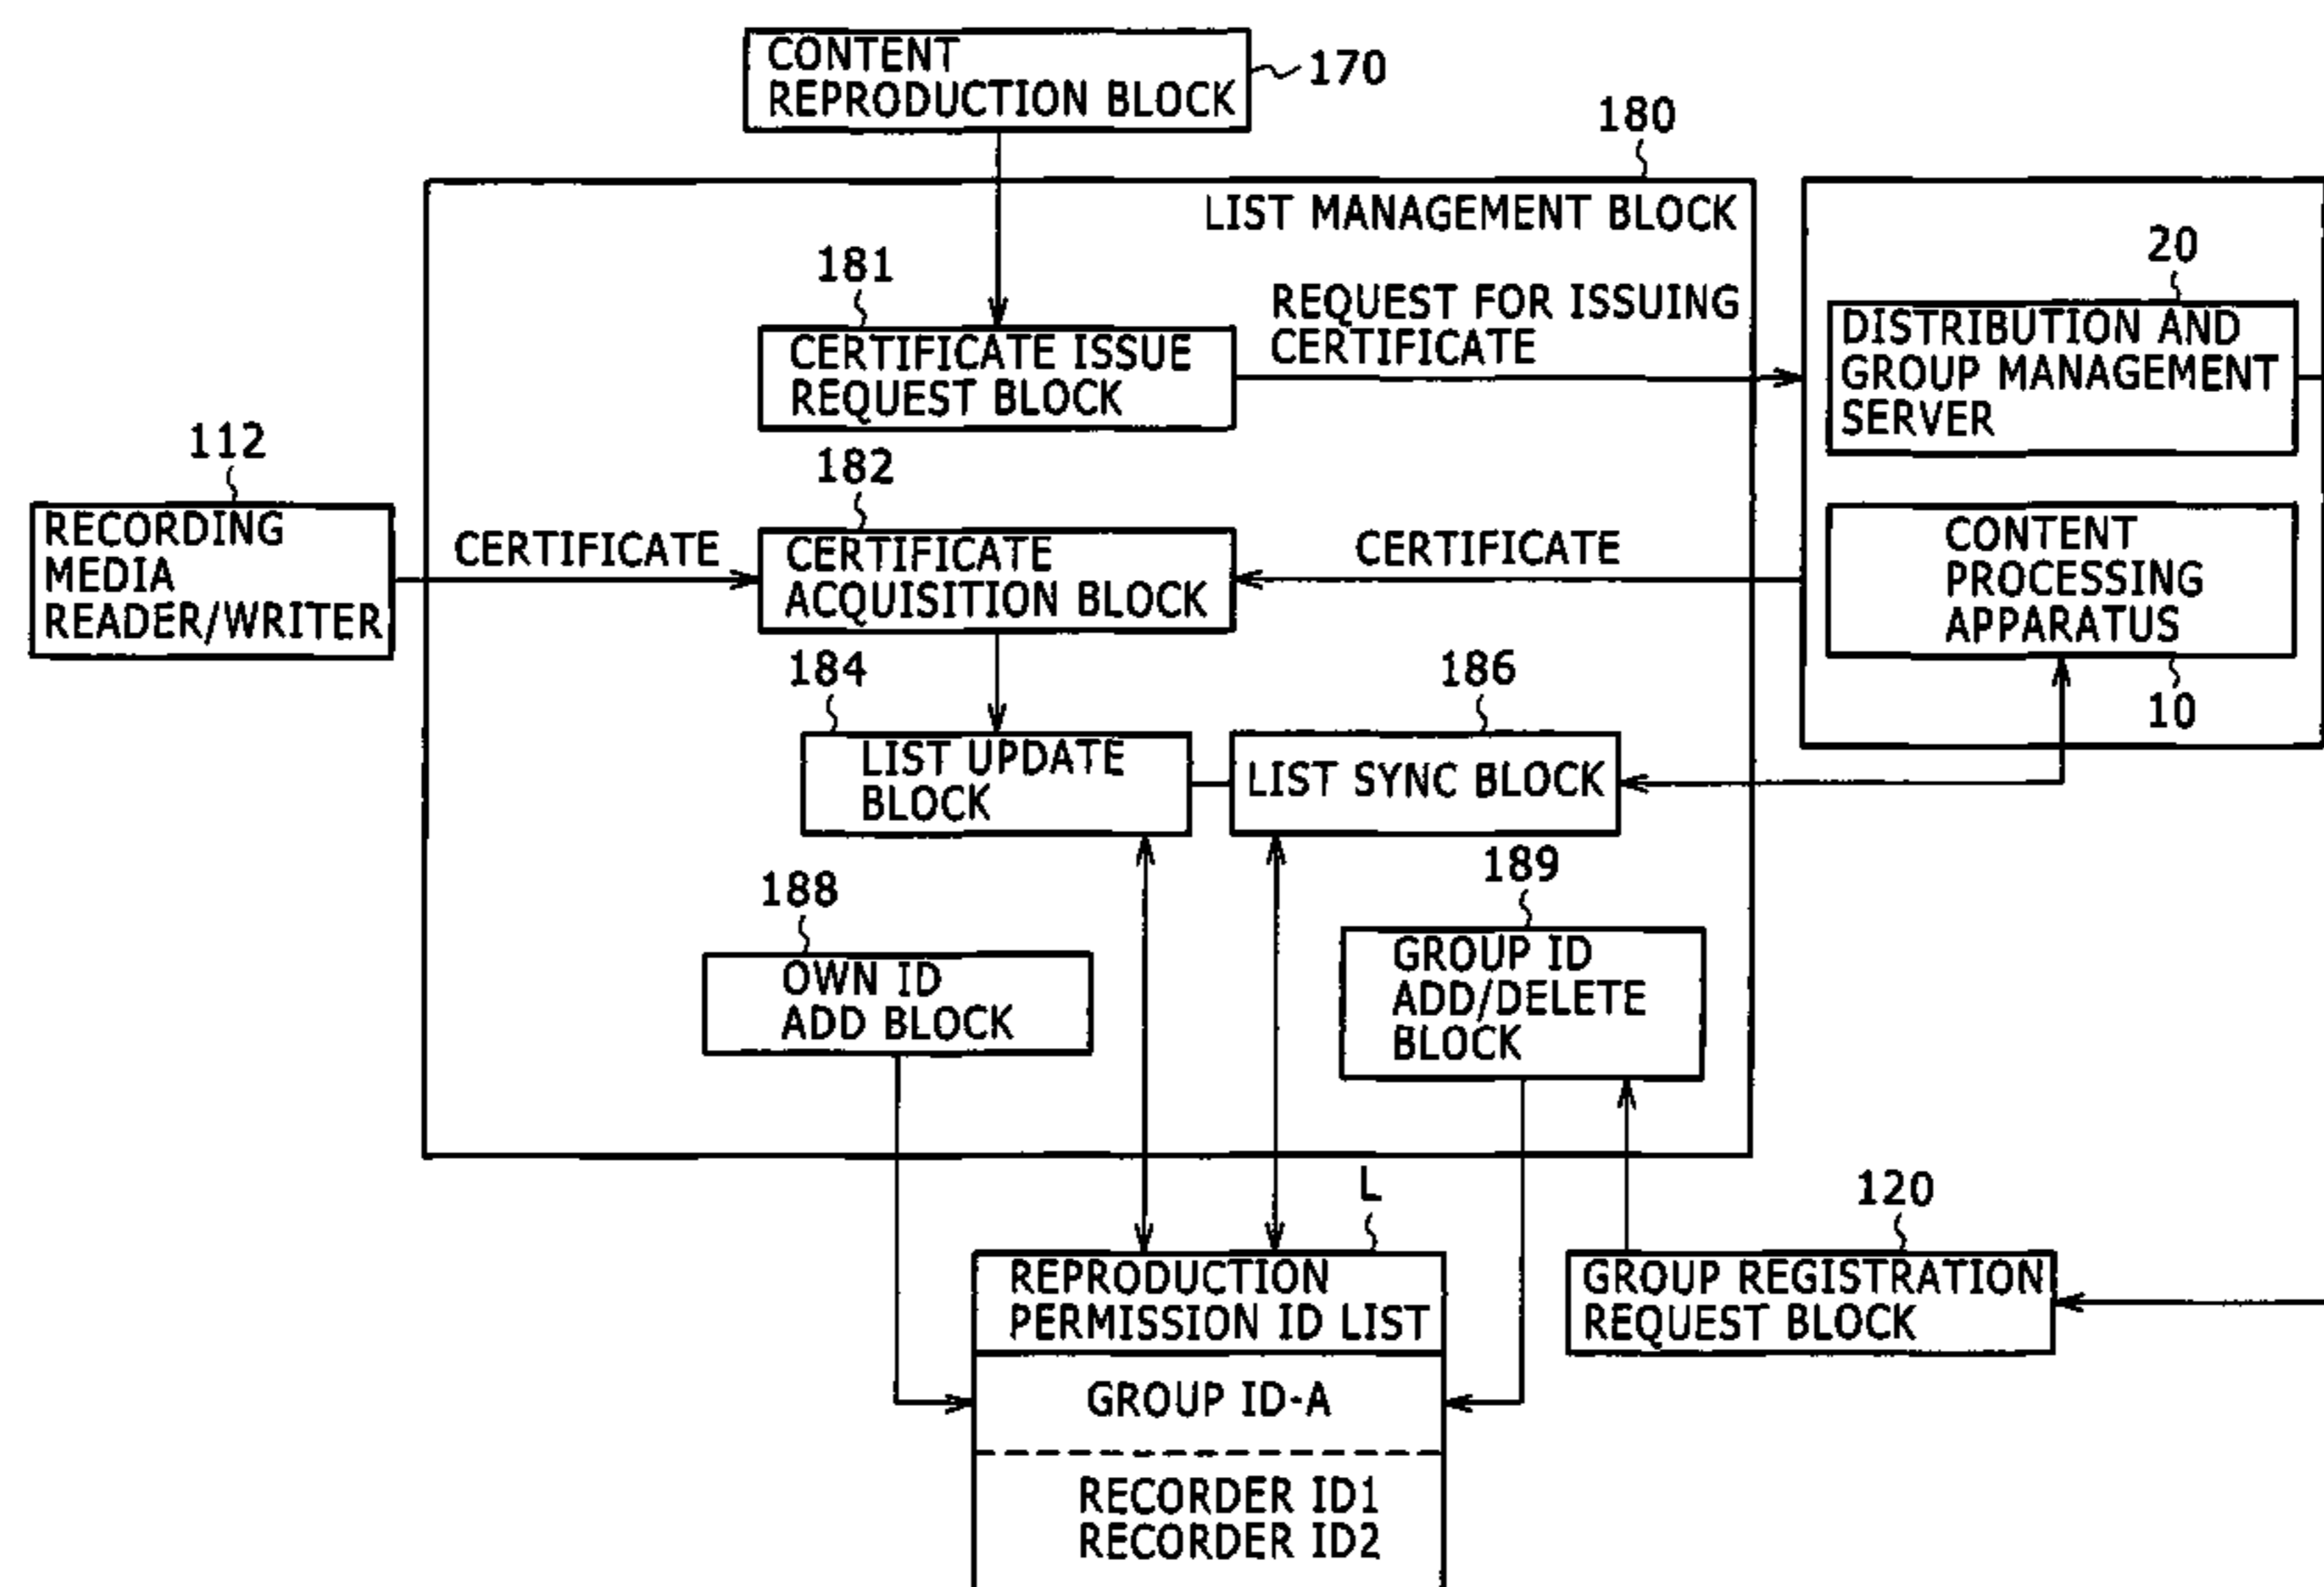 CONTENT
REPRODUCTION BLOCK
170
180
LIST MANAGEMENT BLOCK
181
CERTIFICATE ISSUE
REQUEST BLOCK
REQUEST FOR ISSUING
CERTIFICATE
20
DISTRIBUTION AND
GROUP MANAGEMENT
SERVER
112
RECORDING
MEDIA
READER/WRITER
CERTIFICATE
182
CERTIFICATE
ACQUISITION BLOCK
CERTIFICATE
CONTENT
PROCESSING
APPARATUS
10
184
LIST UPDATE
BLOCK
186
LIST SYNC BLOCK
188
OWN ID
ADD BLOCK
189
GROUP ID
ADD/DELETE
BLOCK
L
REPRODUCTION
PERMISSION ID LIST
GROUP ID-A
RECORDER ID1
RECORDER ID2
120
GROUP REGISTRATION
REQUEST BLOCK